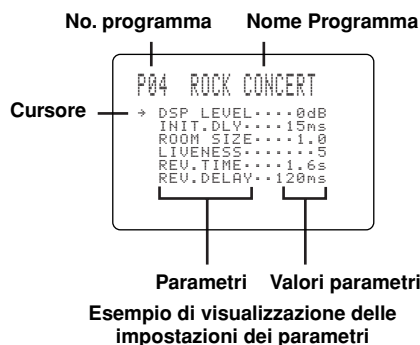 No. programma Nome Programma
P04 ROCK CONCERT
Cursore
→ DSP LEVEL····0dB
INIT.DLY····15ms
ROOM SIZE····1.0
LIVENESS·······5
REV.TIME····1.6s
REV.DELAY··120ms
Parametri Valori parametri
Esempio di visualizzazione delle
impostazioni dei parametri